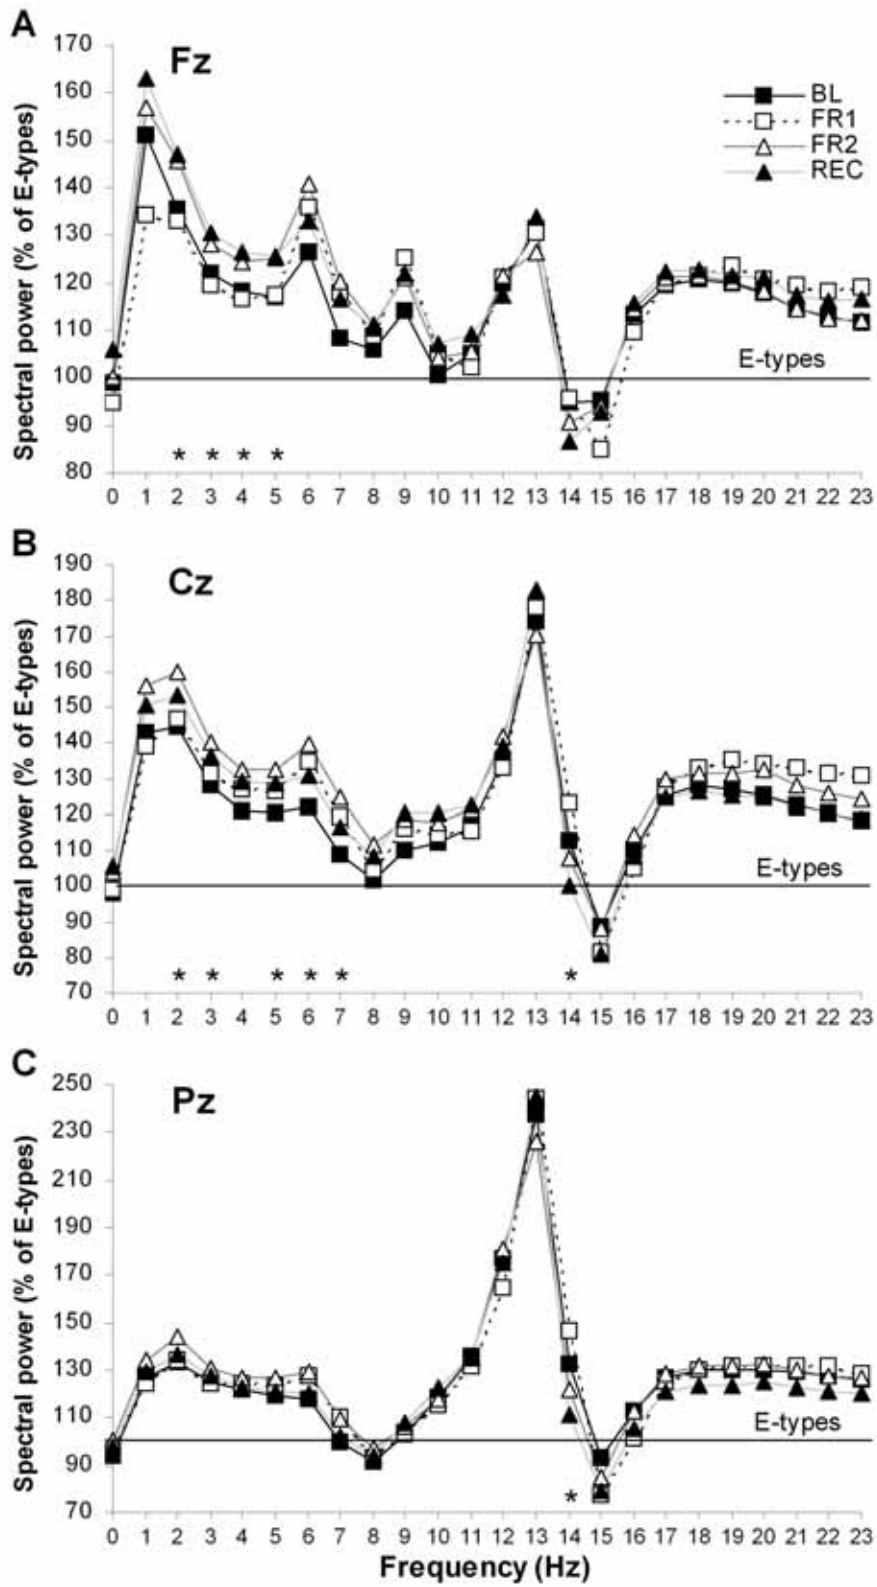 A
Fz
BL
FR1
FR2
REC
Spectral power (% of E-types)
170
160
150
140
130
120
110
100
90
80
E-types
* * * *
0 1 2 3 4 5 6 7 8 9 10 11 12 13 14 15 16 17 18 19 20 21 22 23
B
Cz
Spectral power (% of E-types)
190
180
170
160
150
140
130
120
110
100
90
80
70
E-types
* * * * * *
0 1 2 3 4 5 6 7 8 9 10 11 12 13 14 15 16 17 18 19 20 21 22 23
C
Pz
Spectral power (% of E-types)
250
230
210
190
170
150
130
110
90
70
E-types
*
0 1 2 3 4 5 6 7 8 9 10 11 12 13 14 15 16 17 18 19 20 21 22 23
Frequency (Hz)